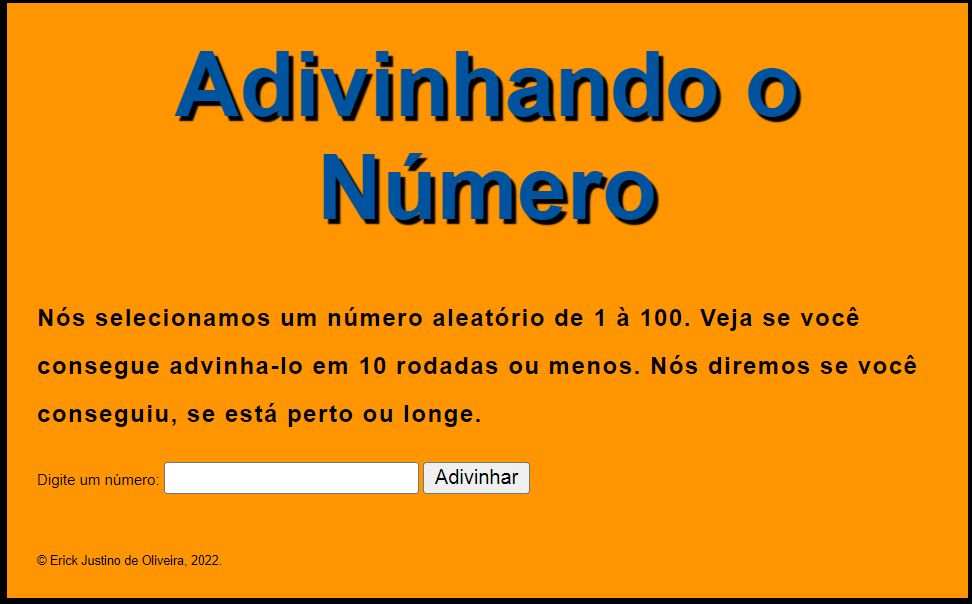 Adivinhando o
Número
Nós selecionamos um número aleatório de 1 à 100. Veja se você
consegue advinha-lo em 10 rodadas ou menos. Nós diremos se você
conseguiu, se está perto ou longe.
Digite um número: Adivinhar
© Erick Justino de Oliveira, 2022.